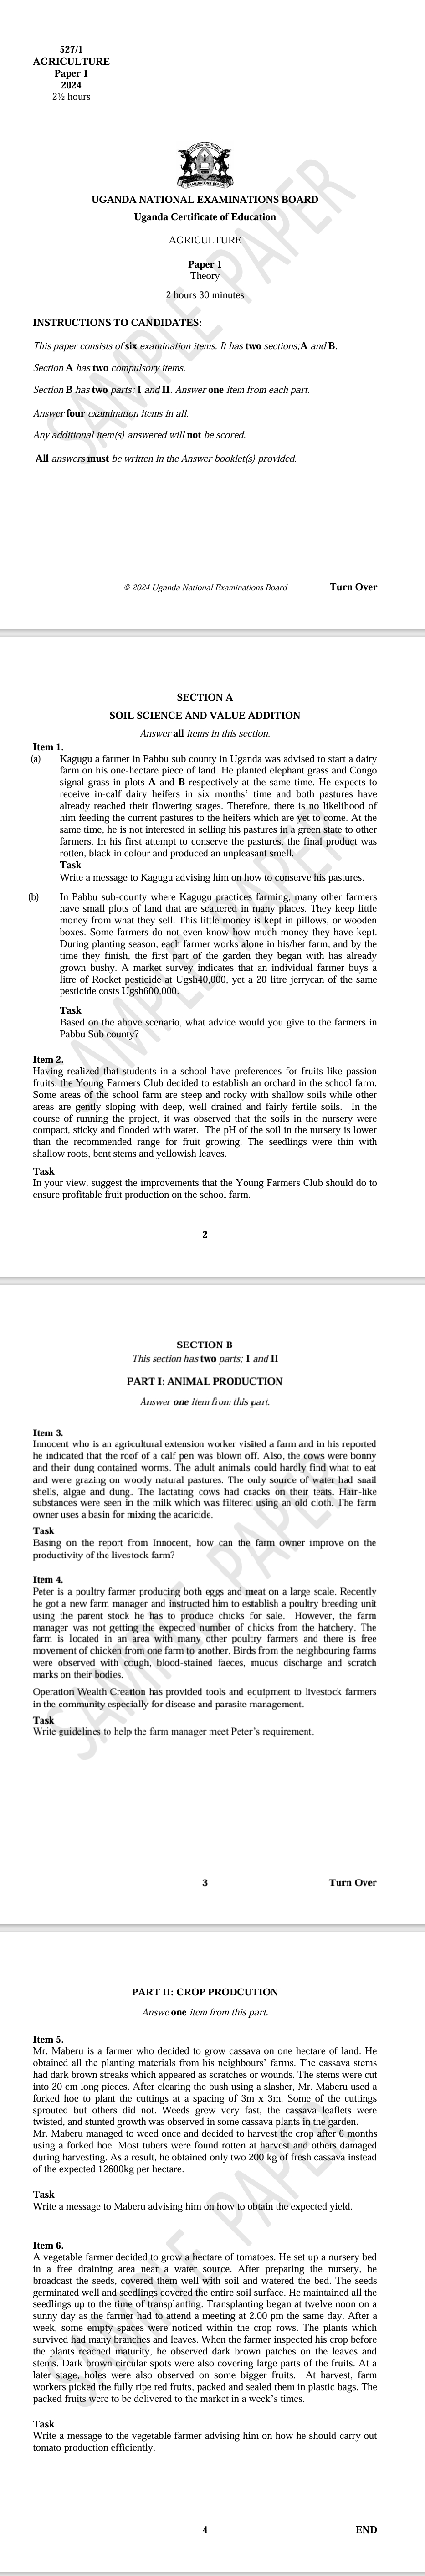 527/1
AGRICULTURE
Paper 1
2024
2½ hours
UGANDA NATIONAL EXAMINATIONS BOARD
Uganda Certificate of Education
AGRICULTURE
Paper 1
Theory
2 hours 30 minutes
INSTRUCTIONS TO CANDIDATES:
This paper consists of six examination items. It has two sections;A and B.
Section A has two compulsory items.
Section B has two parts; I and II. Answer one item from each part.
Answer four examination items in all.
Any additional item(s) answered will not be scored.
All answers must be written in the Answer booklet(s) provided.
SAMPLE PAPER
© 2024 Uganda National Examinations Board
Turn Over
SECTION A
SOIL SCIENCE AND VALUE ADDITION
Answer all items in this section.
Item 1.
(a) Kagugu a farmer in Pabbu sub county in Uganda was advised to start a dairy
farm on his one-hectare piece of land. He planted elephant grass and Congo
signal grass in plots A and B respectively at the same time. He expects to
receive in-calf dairy heifers in six months' time and both pastures have
already reached their flowering stages. Therefore, there is no likelihood of
him feeding the current pastures to the heifers which are yet to come. At the
same time, he is not interested in selling his pastures in a green state to other
farmers. In his first attempt to conserve the pastures, the final product was
rotten, black in colour and produced an unpleasant smell.
Task
Write a message to Kagugu advising him on how to conserve his pastures.
(b) In Pabbu sub-county where Kagugu practices farming, many other farmers
have small plots of land that are scattered in many places. They keep little
money from what they sell. This little money is kept in pillows, or wooden
boxes. Some farmers do not even know how much money they have kept.
During planting season, each farmer works alone in his/her farm, and by the
time they finish, the first part of the garden they began with has already
grown bushy. A market survey indicates that an individual farmer buys a
litre of Rocket pesticide at Ugsh40,000, yet a 20 litre jerrycan of the same
pesticide costs Ugsh600,000.
Task
Based on the above scenario, what advice would you give to the farmers in
Pabbu Sub county?
Item 2.
Having realized that students in a school have preferences for fruits like passion
fruits, the Young Farmers Club decided to establish an orchard in the school farm.
Some areas of the school farm are steep and rocky with shallow soils while other
areas are gently sloping with deep, well drained and fairly fertile soils. In the
course of running the project, it was observed that the soils in the nursery were
compact, sticky and flooded with water. The pH of the soil in the nursery is lower
than the recommended range for fruit growing. The seedlings were thin with
shallow roots, bent stems and yellowish leaves.
Task
In your view, suggest the improvements that the Young Farmers Club should do to
ensure profitable fruit production on the school farm.
SAMPLE PAPER
2
SECTION B
This section has two parts; I and II
PART I: ANIMAL PRODUCTION
Answer one item from this part.
Item 3.
Innocent who is an agricultural extension worker visited a farm and in his reported
he indicated that the roof of a calf pen was blown off. Also, the cows were bonny
and their dung contained worms. The adult animals could hardly find what to eat
and were grazing on woody natural pastures. The only source of water had snail
shells, algae and dung. The lactating cows had cracks on their teats. Hair-like
substances were seen in the milk which was filtered using an old cloth. The farm
owner uses a basin for mixing the acaricide.
Task
Basing on the report from Innocent, how can the farm owner improve on the
productivity of the livestock farm?
Item 4.
Peter is a poultry farmer producing both eggs and meat on a large scale. Recently
he got a new farm manager and instructed him to establish a poultry breeding unit
using the parent stock he has to produce chicks for sale. However, the farm
manager was not getting the expected number of chicks from the hatchery. The
farm is located in an area with many other poultry farmers and there is free
movement of chicken from one farm to another. Birds from the neighbouring farms
were observed with cough, blood-stained faeces, mucus discharge and scratch
marks on their bodies.
Operation Wealth Creation has provided tools and equipment to livestock farmers
in the community especially for disease and parasite management.
Task
Write guidelines to help the farm manager meet Peter's requirement.
SAMPLE PAPER
3
Turn Over
PART II: CROP PRODCUTION
Answe one item from this part.
Item 5.
Mr. Maberu is a farmer who decided to grow cassava on one hectare of land. He
obtained all the planting materials from his neighbours' farms. The cassava stems
had dark brown streaks which appeared as scratches or wounds. The stems were cut
into 20 cm long pieces. After clearing the bush using a slasher, Mr. Maberu used a
forked hoe to plant the cuttings at a spacing of 3m x 3m. Some of the cuttings
sprouted but others did not. Weeds grew very fast, the cassava leaflets were
twisted, and stunted growth was observed in some cassava plants in the garden.
Mr. Maberu managed to weed once and decided to harvest the crop after 6 months
using a forked hoe. Most tubers were found rotten at harvest and others damaged
during harvesting. As a result, he obtained only two 200 kg of fresh cassava instead
of the expected 12600kg per hectare.
Task
Write a message to Maberu advising him on how to obtain the expected yield.
Item 6.
A vegetable farmer decided to grow a hectare of tomatoes. He set up a nursery bed
in a free draining area near a water source. After preparing the nursery, he
broadcast the seeds, covered them well with soil and watered the bed. The seeds
germinated well and seedlings covered the entire soil surface. He maintained all the
seedlings up to the time of transplanting. Transplanting began at twelve noon on a
sunny day as the farmer had to attend a meeting at 2.00 pm the same day. After a
week, some empty spaces were noticed within the crop rows. The plants which
survived had many branches and leaves. When the farmer inspected his crop before
the plants reached maturity, he observed dark brown patches on the leaves and
stems. Dark brown circular spots were also covering large parts of the fruits. At a
later stage, holes were also observed on some bigger fruits. At harvest, farm
workers picked the fully ripe red fruits, packed and sealed them in plastic bags. The
packed fruits were to be delivered to the market in a week's times.
Task
Write a message to the vegetable farmer advising him on how he should carry out
tomato production efficiently.
SAMPLE PAPER
4
END